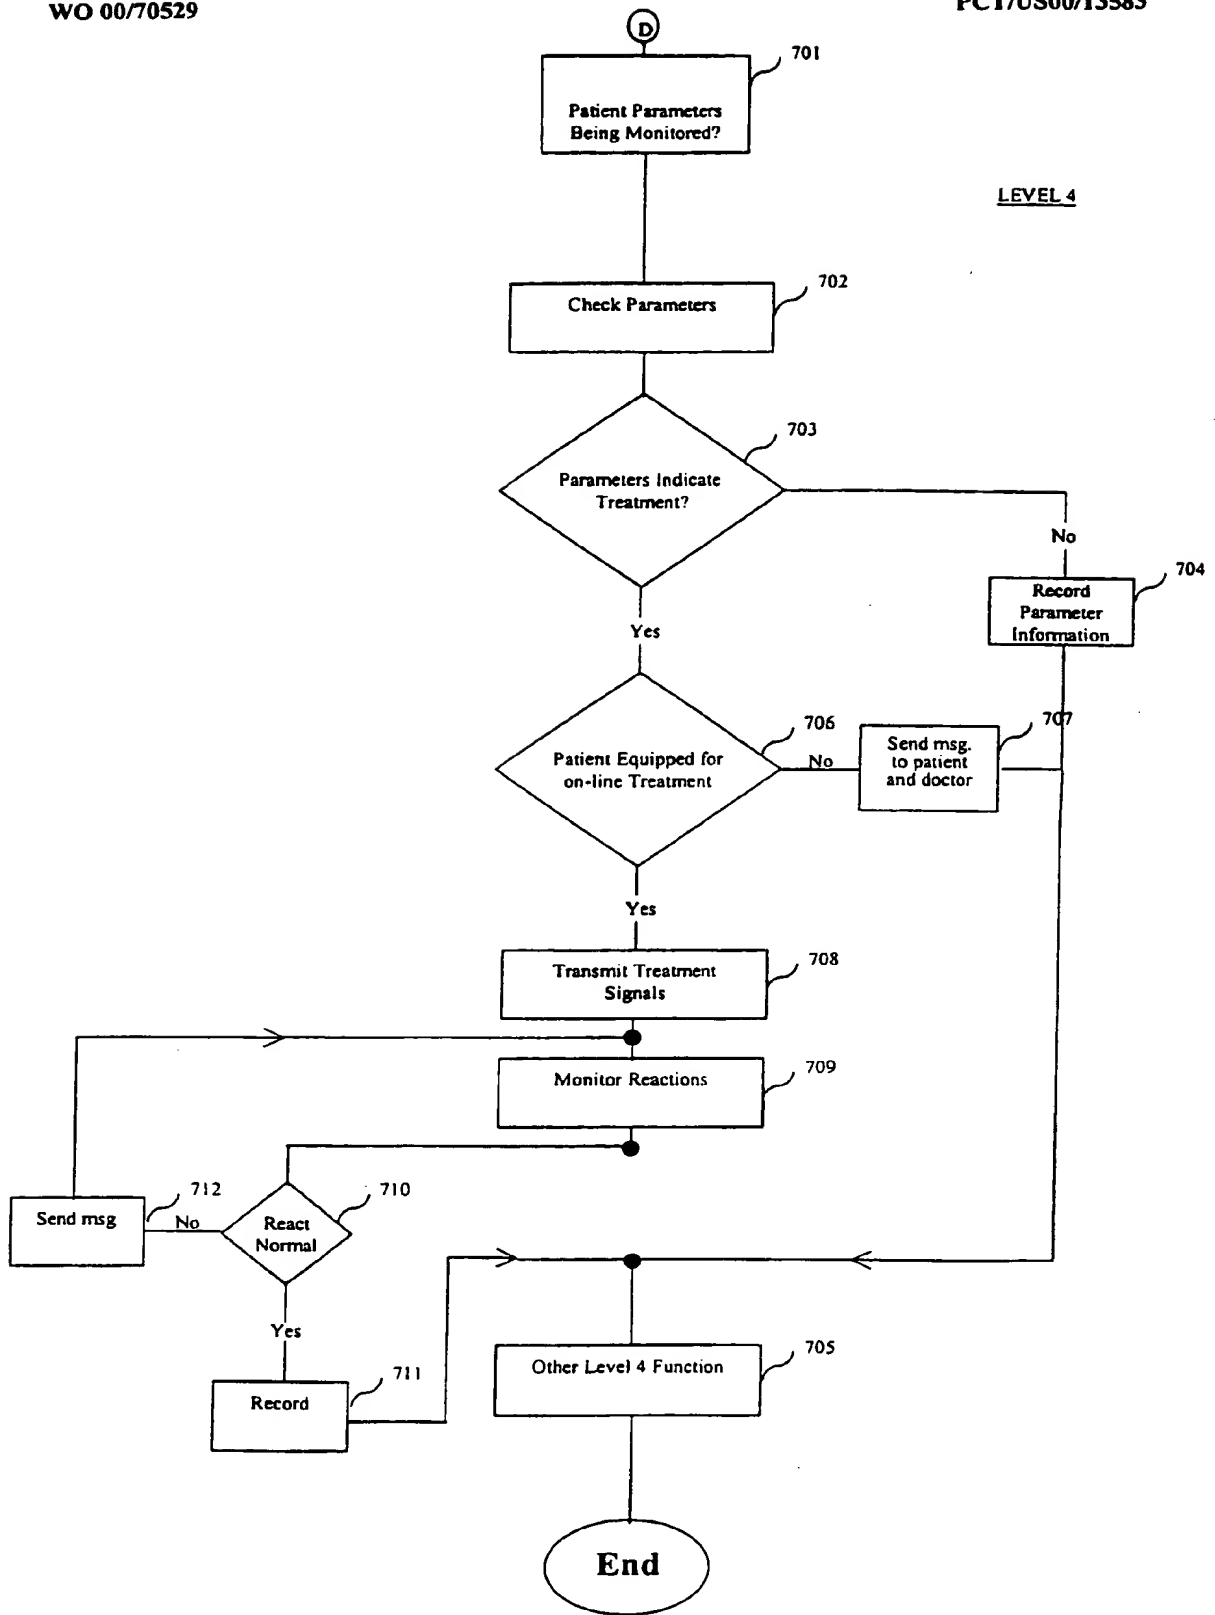 WO 00/70529
PCT/US00/13583
D
701
Patient Parameters
Being Monitored?
LEVEL 4
702
Check Parameters
703
Parameters Indicate
Treatment?
No
704
Record
Parameter
Information
Yes
706
Patient Equipped for
on-line Treatment
No
707
Send msg.
to patient
and doctor
Yes
708
Transmit Treatment
Signals
709
Monitor Reactions
712
Send msg
No
710
React
Normal
Yes
711
Record
705
Other Level 4 Function
End